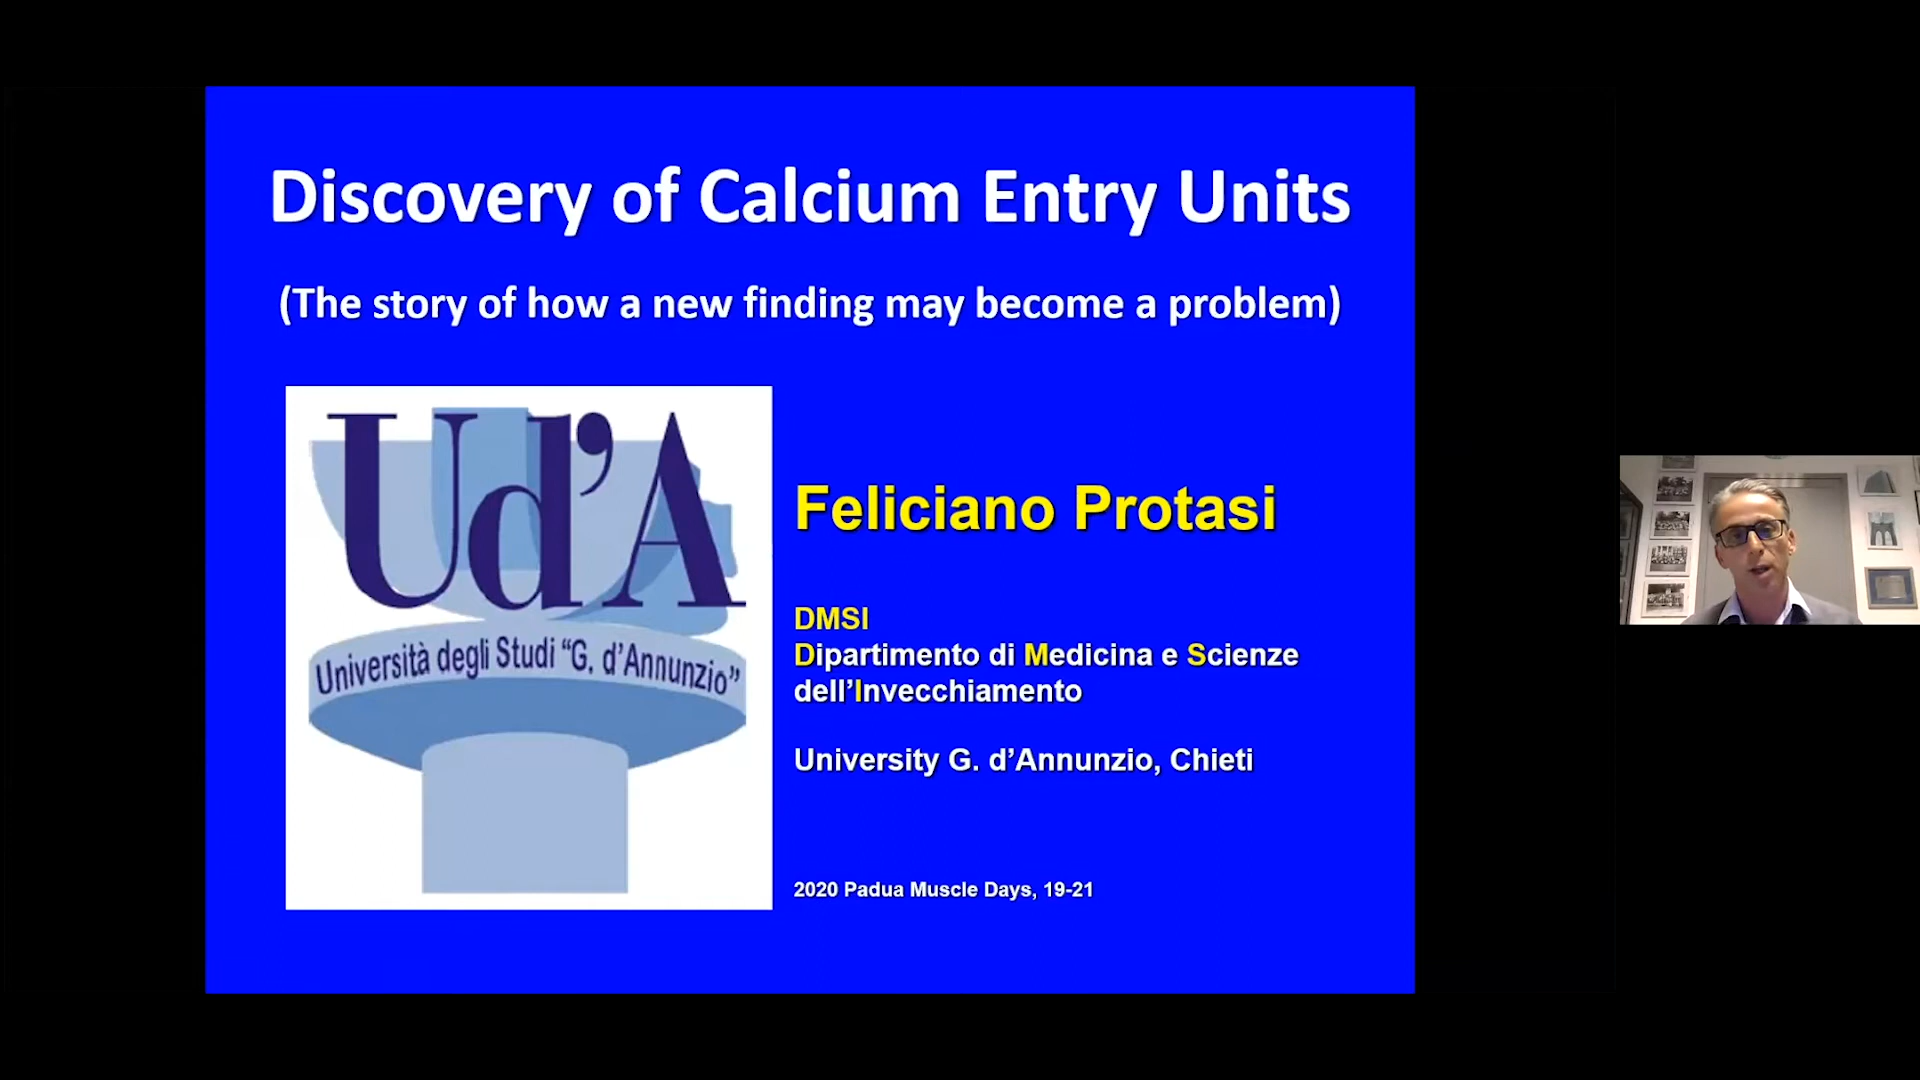 Discovery of Calcium Entry Units
(The story of how a new finding may become a problem)
Ud'A
Università degli Studi “G. d’Annunzio”
Feliciano Protasi
DMSI
Dipartimento di Medicina e Scienze
dell’Invecchiamento
University G. d’Annunzio, Chieti
2020 Padua Muscle Days, 19-21